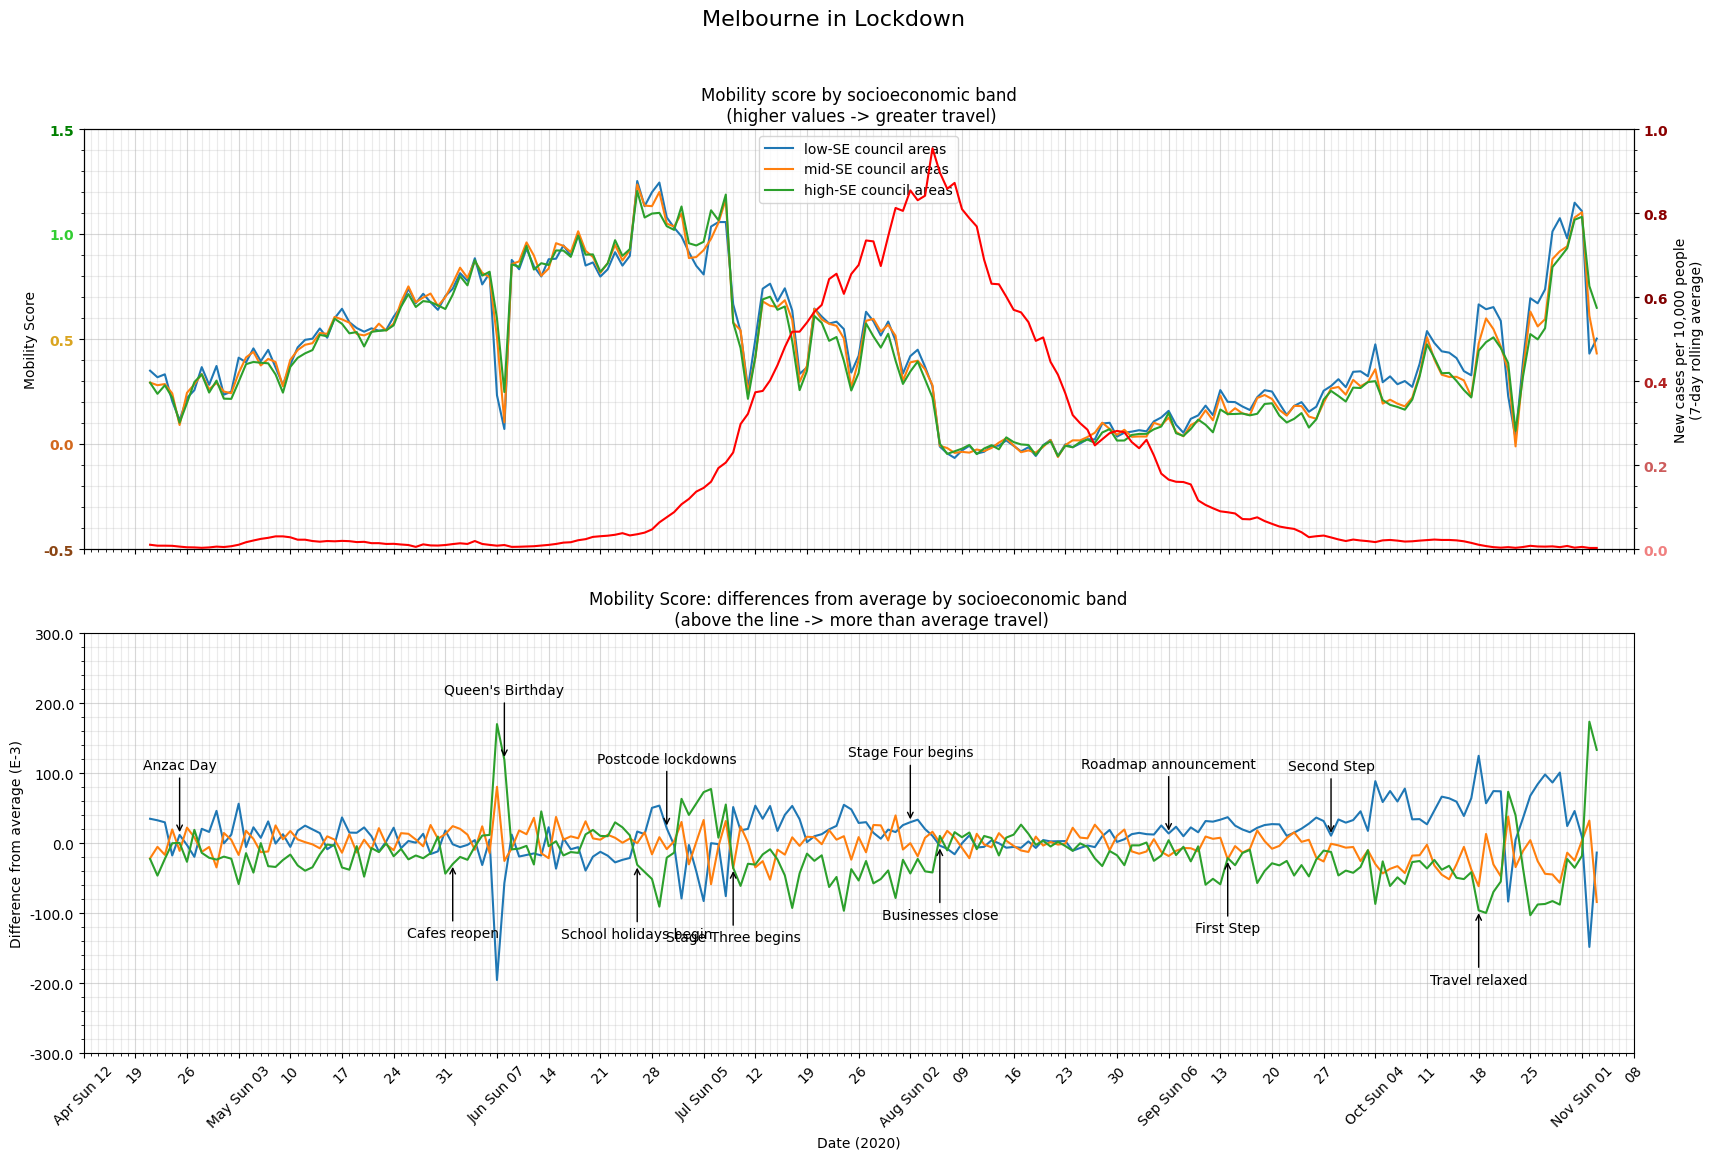 Melbourne in Lockdown
Mobility score by socioeconomic band
(higher values -> greater travel)
1.5
1.0
0.5
0.0
-0.5
Mobility Score
low-SE council areas
mid-SE council areas
high-SE council areas
1.0
0.8
0.6
0.4
0.2
0.0
New cases per 10,000 people
(7-day rolling average)
Mobility Score: differences from average by socioeconomic band
(above the line -> more than average travel)
300.0
200.0
100.0
0.0
-100.0
-200.0
-300.0
Difference from average (E-3)
Queen's Birthday
Anzac Day
Postcode lockdowns
Stage Four begins
Roadmap announcement
Second Step
Cafes reopen
School holidays begin
Stage Three begins
Businesses close
First Step
Travel relaxed
Apr Sun 12
19
26
May Sun 03
10
17
24
31
Jun Sun 07
14
21
28
Jul Sun 05
12
19
26
Aug Sun 02
09
16
23
30
Sep Sun 06
13
20
27
Oct Sun 04
11
18
25
Nov Sun 01
08
Date (2020)